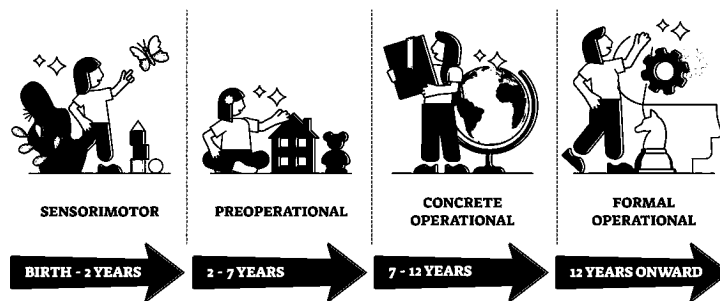 SENSORIMOTOR
PREOPERATIONAL
CONCRETE
OPERATIONAL
FORMAL
OPERATIONAL
BIRTH - 2 YEARS
2 - 7 YEARS
7 - 12 YEARS
12 YEARS ONWARD